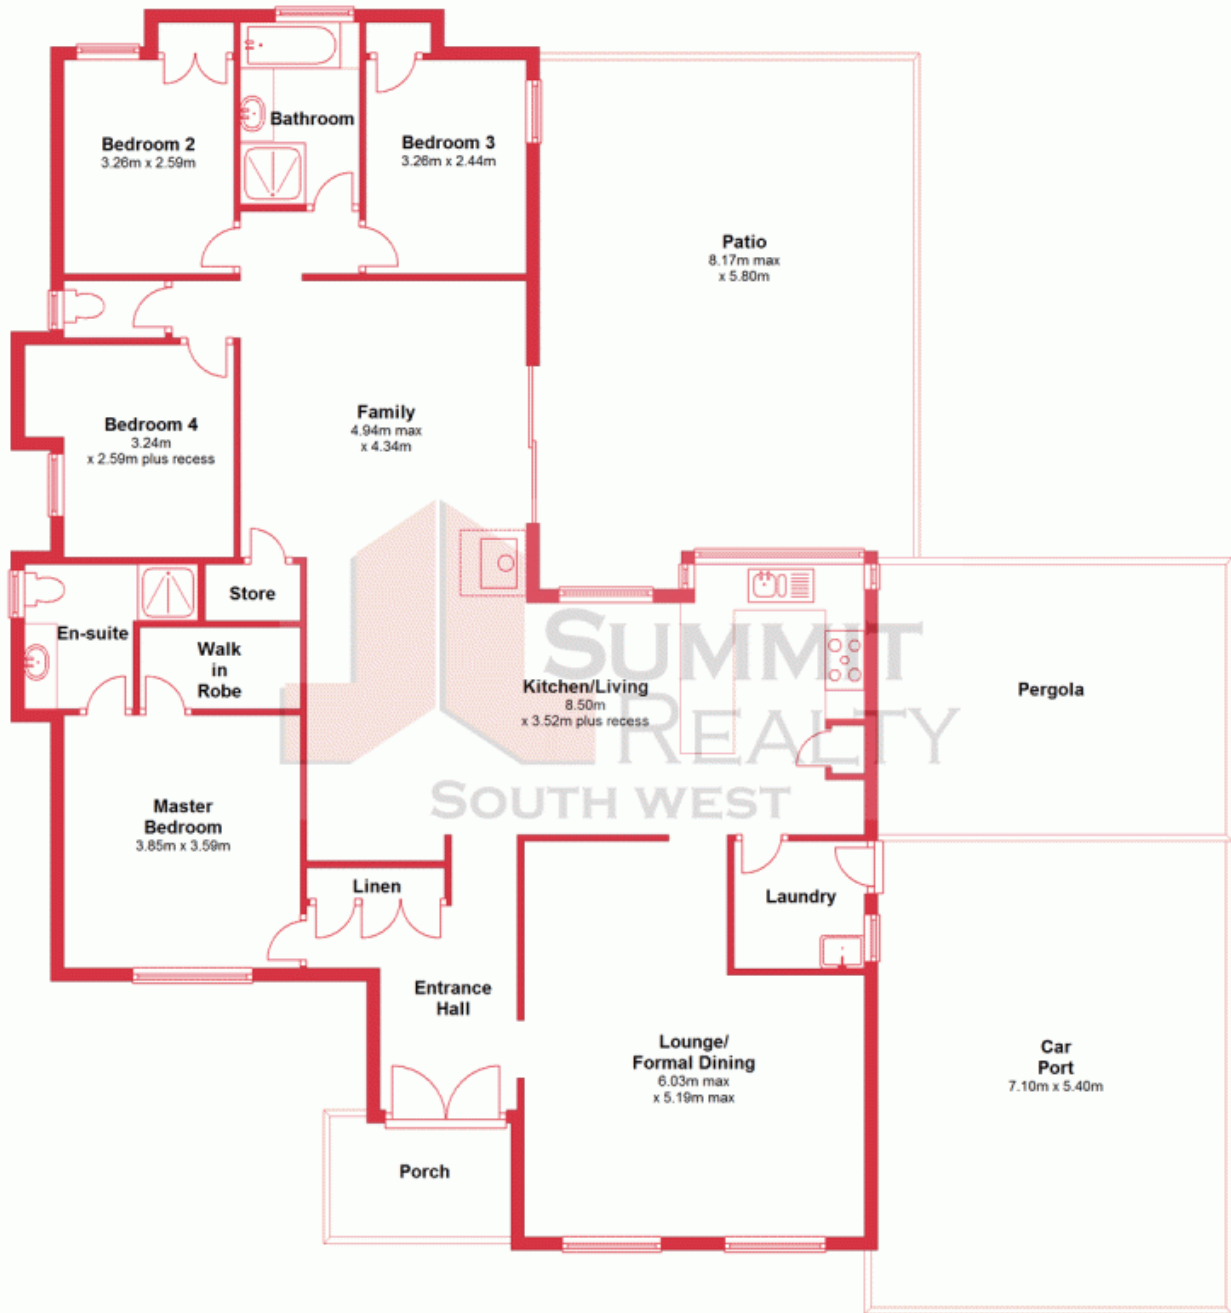 Bathroom
Bedroom 2
3.26m x 2.59m
Bedroom 3
3.26m x 2.44m
Patio
8.17m max
x 5.80m
Family
4.94m max
x 4.34m
Bedroom 4
3.24m
x 2.59m plus recess
Store
En-suite
Walk
in
Robe
SUMMIT
REALTY
SOUTH WEST
Kitchen/Living
8.50m
x 3.52m plus recess
Pergola
Master
Bedroom
3.85m x 3.59m
Linen
Laundry
Entrance
Hall
Lounge/
Formal Dining
6.03m max
x 5.19m max
Car
Port
7.10m x 5.40m
Porch